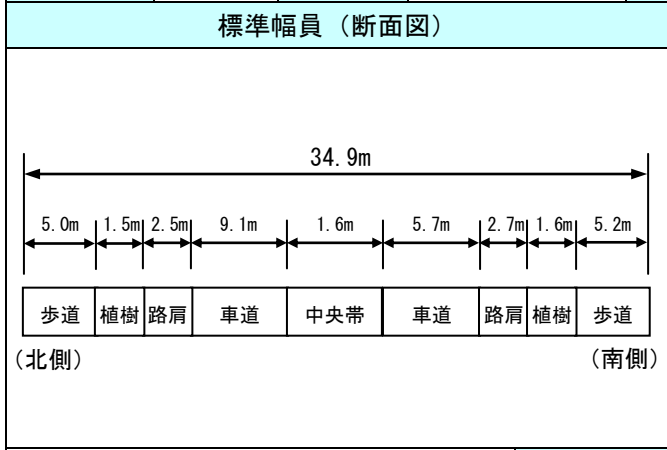 標準幅員（断面図）
34.9m
5.0m 1.5m 2.5m 9.1m 1.6m 5.7m 2.7m 1.6m 5.2m
歩道 植樹 路肩 車道 中央帯 車道 路肩 植樹 歩道
（北側） （南側）